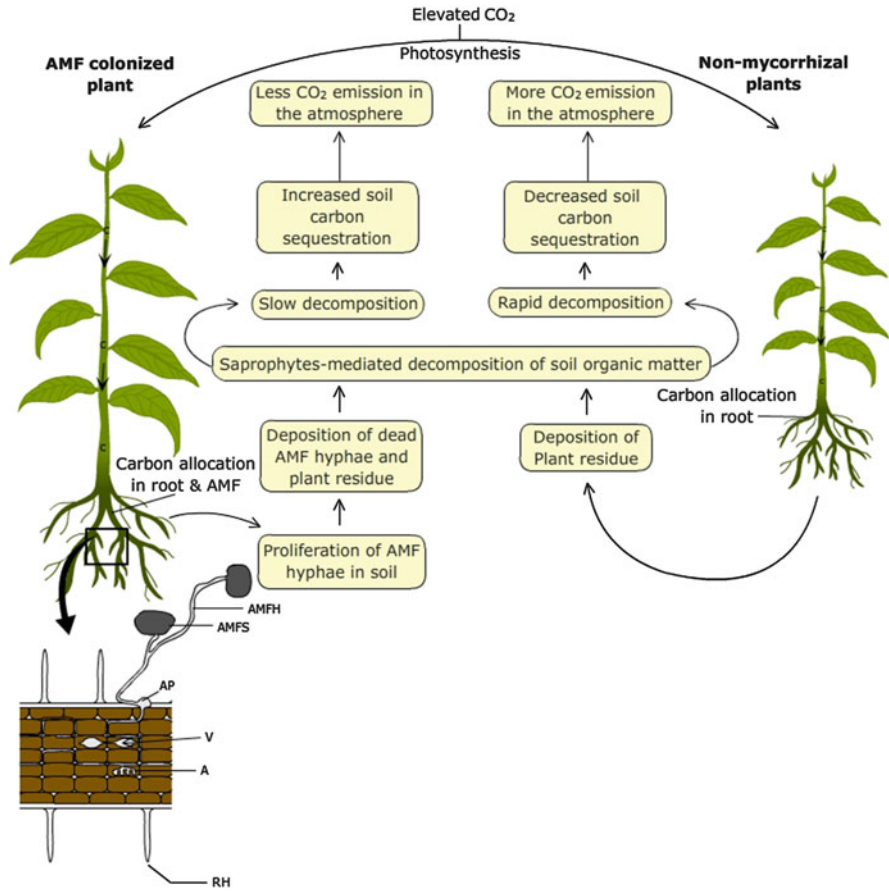 Elevated CO₂
Photosynthesis
AMF colonized
plant
Non-mycorrhizal
plants
Less CO₂ emission in
the atmosphere
More CO₂ emission
in the atmosphere
Increased soil
carbon
sequestration
Decreased soil
carbon
sequestration
Slow decomposition
Rapid decomposition
Saprophytes-mediated decomposition of soil organic matter
Carbon allocation
in root
Deposition of dead
AMF hyphae and
plant residue
Deposition of
Plant residue
Carbon allocation
in root & AMF
Proliferation of AMF
hyphae in soil
C
C
C
C
C
C
AMFH
AMFS
AP
V
A
RH